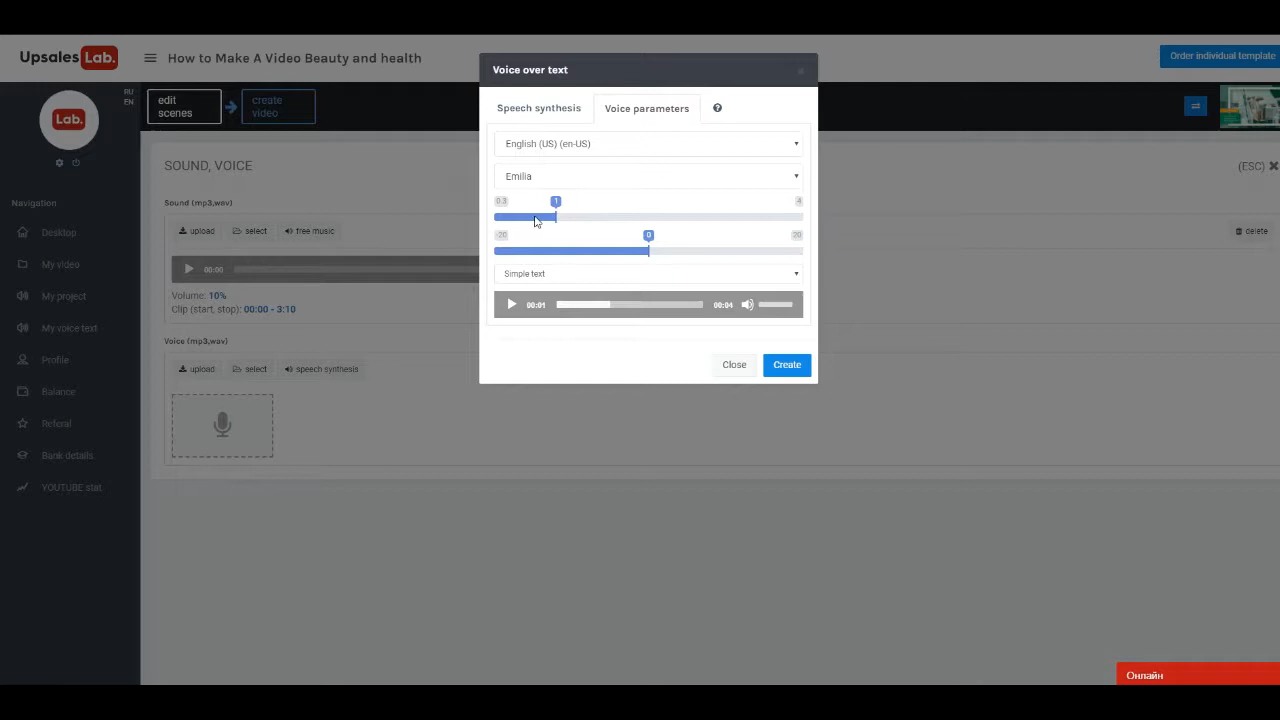 Upsales Lab.
How to Make A Video Beauty and health
Order individual template
Lab.
RU
EN
edit
scenes
create
video
Navigation
Desktop
My video
My project
My voice text
Profile
Balance
Referal
Bank details
YOUTUBE stat
SOUND, VOICE
(ESC)
Sound (mp3,wav)
upload
select
free music
delete
00:00
Volume: 10%
Clip (start, stop): 00:00 - 3:10
Voice (mp3,wav)
upload
select
speech synthesis
Voice over text
Speech synthesis
Voice parameters
English (US) (en-US)
Emilia
0.3
1
4
-20
0
20
Simple text
00:01
00:04
Close
Create
Онлайн